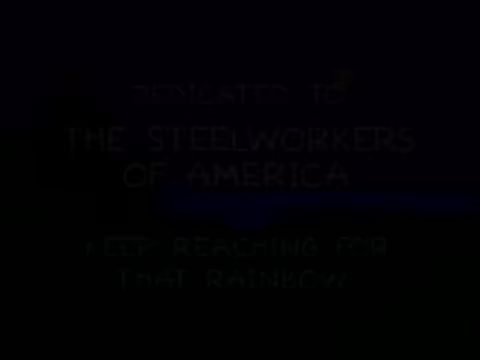 DEDICATED TO
THE STEELWORKERS
OF AMERICA
KEEP REACHING FOR
THAT RAINBOW